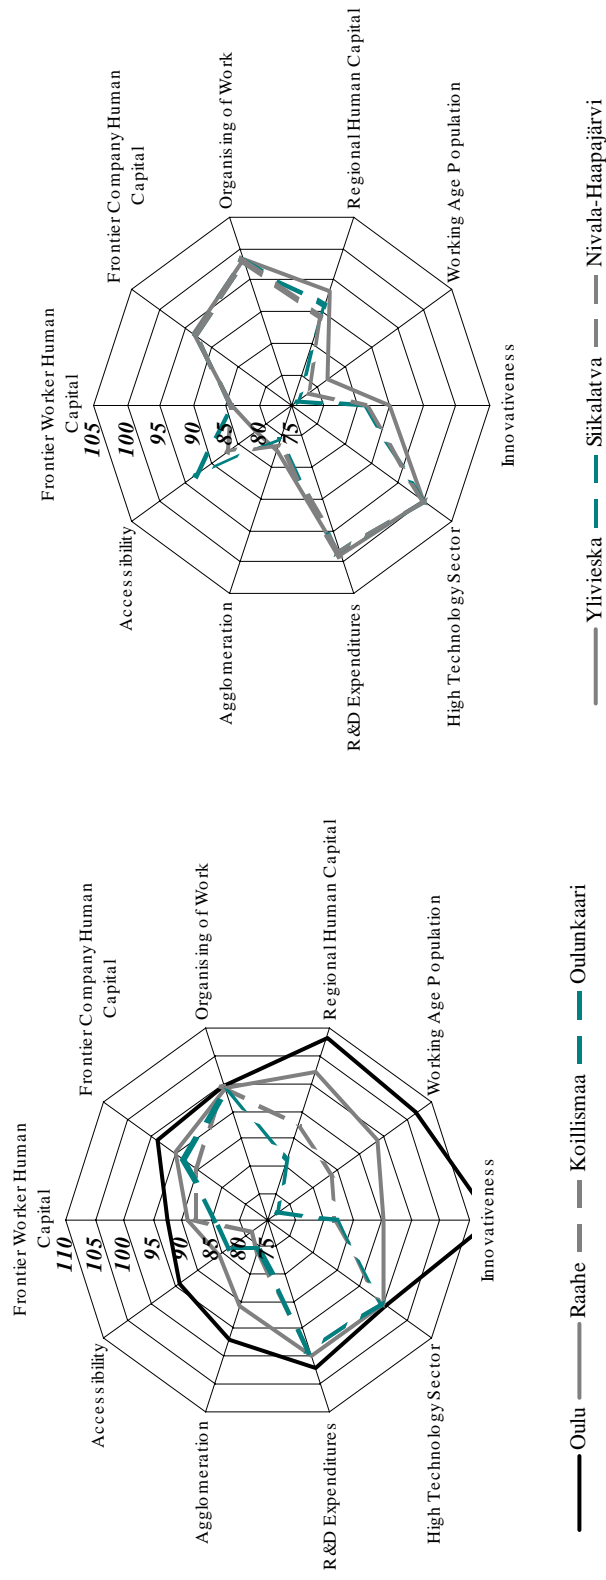 Frontier Worker Human
Capital
110
105
100
95
90
85
80
75
Frontier Company Human
Capital
Organising of Work
Regional Human Capital
Working Age Population
Innovativeness
High Technology Sector
R&D Expenditures
Agglomeration
Accessibility
Oulu
Raahe
Koillismaa
Oulunkaari
Frontier Worker Human
Capital
105
100
95
90
85
80
75
Frontier Company Human
Capital
Organising of Work
Regional Human Capital
Working Age Population
Innovativeness
High Technology Sector
R&D Expenditures
Agglomeration
Accessibility
Ylivieska
Siikalatva
Nivala-Haapajärvi